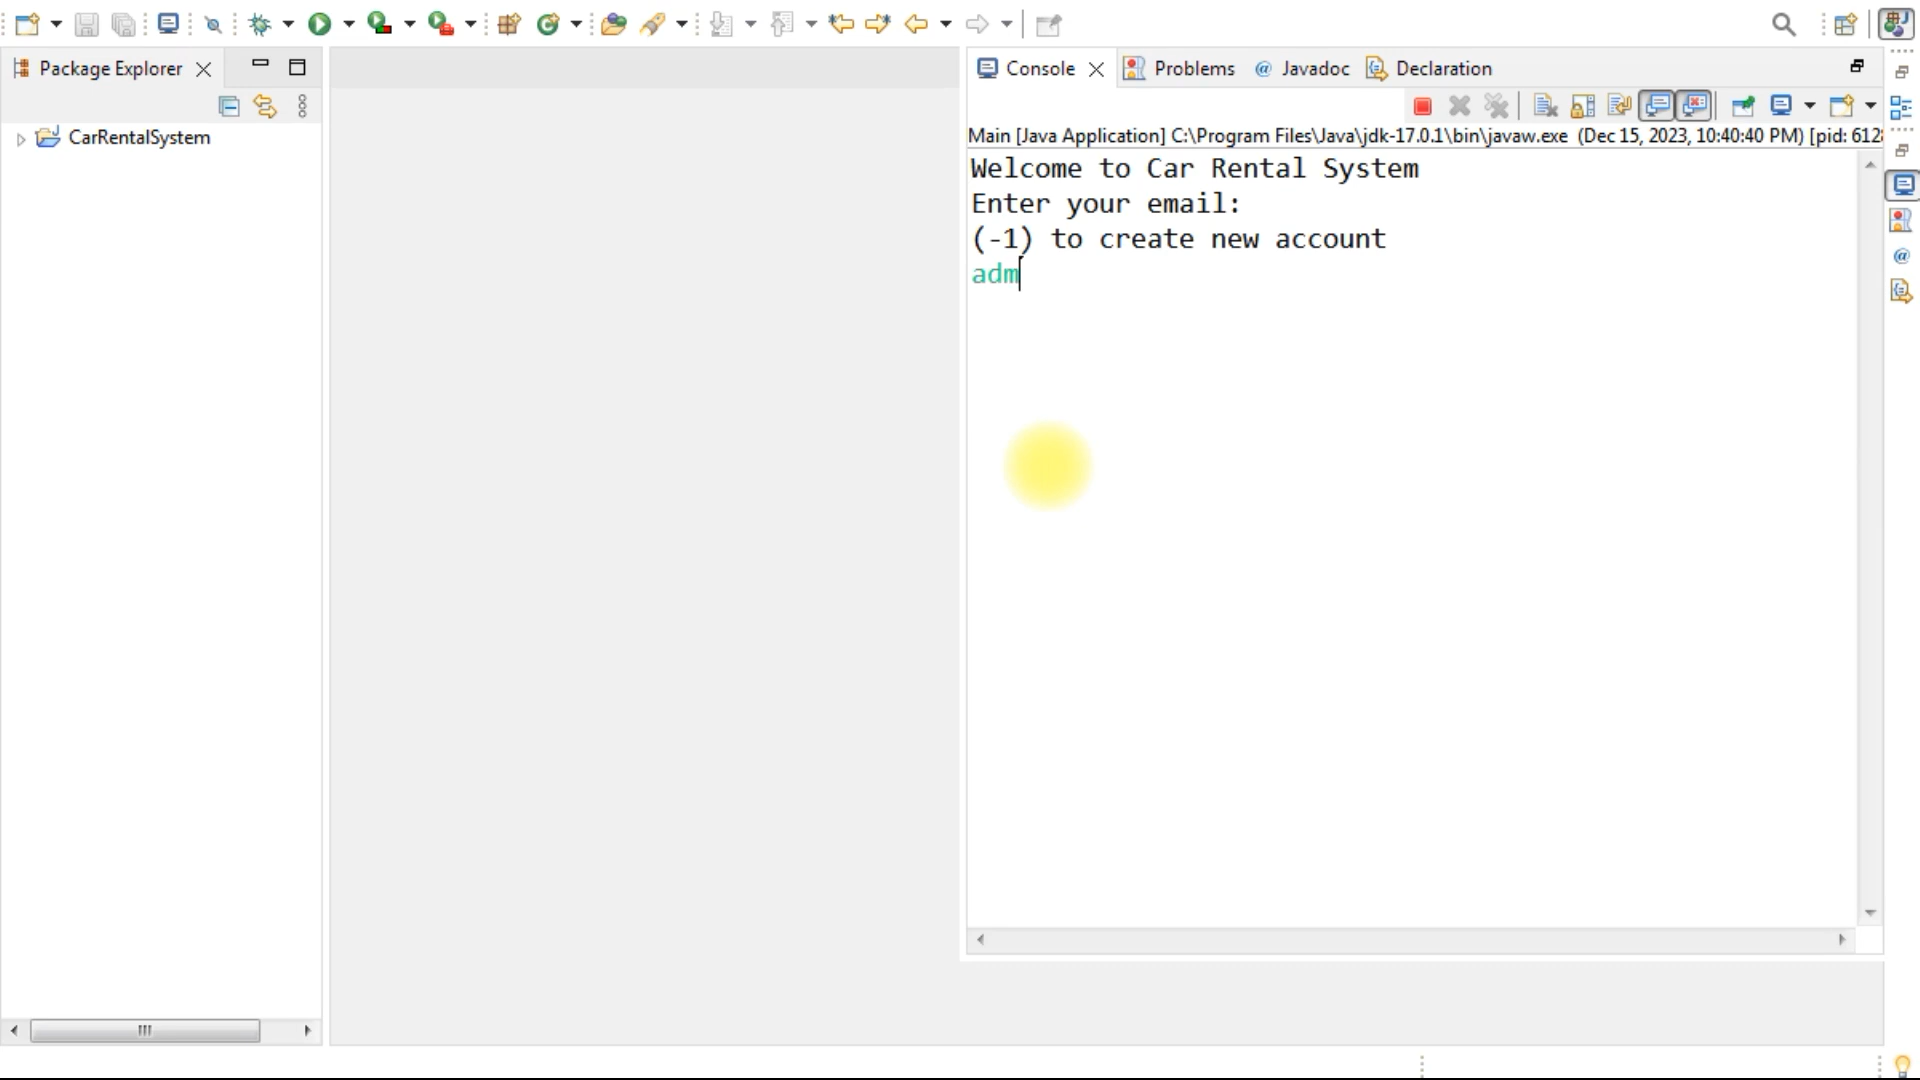 Package Explorer
CarRentalSystem
Console
Problems
@ Javadoc
Declaration
Main [Java Application] C:\Program Files\Java\jdk-17.0.1\bin\javaw.exe (Dec 15, 2023, 10:40:40 PM) [pid: 6128
Welcome to Car Rental System
Enter your email:
(-1) to create new account
adm